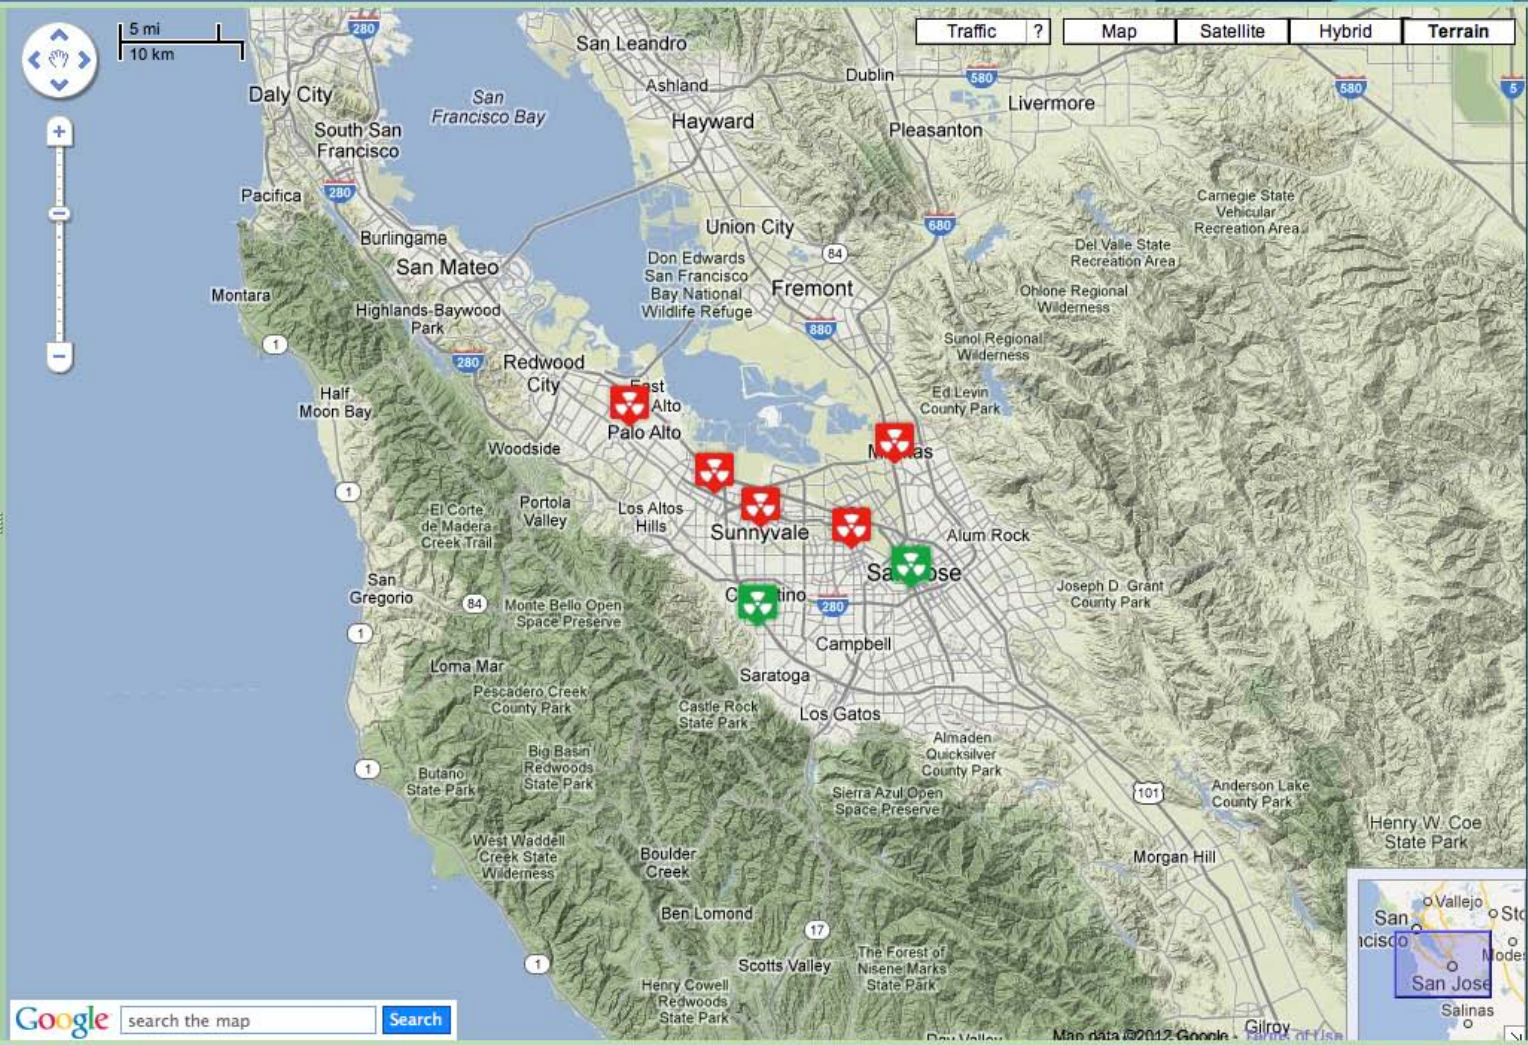 5 mi
10 km
Traffic
?
Map
Satellite
Hybrid
Terrain
280
San Leandro
Ashland
Dublin
580
Livermore
580
5
Daly City
San
Francisco Bay
Hayward
Pleasanton
South San
Francisco
280
Pacifica
Burlingame
San Mateo
Union City
84
680
Carnegie State
Vehicular
Recreation Area
Del Valle State
Recreation Area
Don Edwards
San Francisco
Bay National
Wildlife Refuge
Fremont
Ohlone Regional
Wilderness
Montara
Highlands-Baywood
Park
880
Sunol Regional
Wilderness
1
280
Redwood
City
Half
Moon Bay
East
Alto
Palo Alto
Ed Levin
County Park
Woodside
1
El Corte
de Madera
Creek Trail
Portola
Valley
Los Altos
Hills
Sunnyvale
Alum Rock
San
Gregorio
84
Monte Bello Open
Space Preserve
280
Joseph D. Grant
County Park
1
Campbell
Loma Mar
Saratoga
Pescadero Creek
County Park
Castle Rock
State Park
Los Gatos
Almaden
Quicksilver
County Park
Big Basin
Redwoods
State Park
1
Butano
State Park
Sierra Azul Open
Space Preserve
101
Anderson Lake
County Park
Henry W. Coe
State Park
West Waddell
Creek State
Wilderness
Boulder
Creek
Morgan Hill
Ben Lomond
17
1
Scotts Valley
The Forest of
Nisene Marks
State Park
Henry Cowell
Redwoods
State Park
Gilroy
Vallejo
San
San Jose
Salinas
Google
search the map
Search
Map data ©2012 Google - Terms of Use